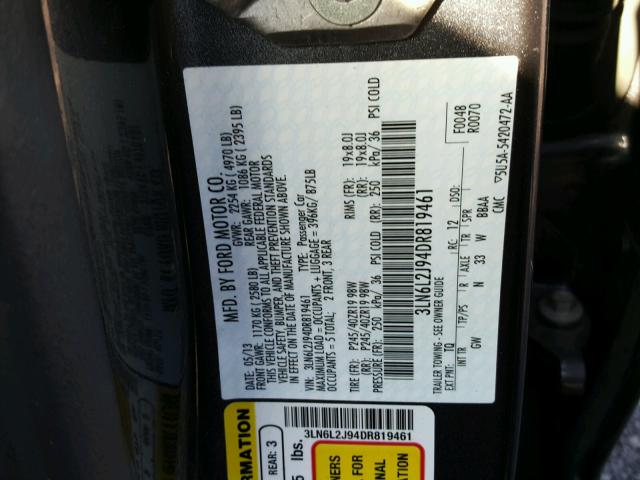 MFD. BY FORD MOTOR CO.
05/13 GVWR: 2254 KG ( 4970 LB)
FRONT GAWR: 1170 KG ( 2580 LB) REAR GAWR: 1086 KG ( 2395 LB)
THIS VEHICLE CONFORMS TO ALL APPLICABLE FEDERAL MOTOR
VEHICLE SAFETY, BUMPER, AND THEFT PREVENTION STANDARDS
IN EFFECT ON THE DATE OF MANUFACTURE SHOWN ABOVE.
VIN: 3LN6L2J94DR819461 TYPE: Passenger Car
MAXIMUM LOAD = OCCUPANTS + LUGGAGE = 396KG/ 875LB
OCCUPANTS = 5 TOTAL; 2 FRONT, 3 REAR
TIRE (FR): P245/40ZR19 98W RIMS (FR): 19x8.0J
(RR): P245/40ZR19 98W (RR): 19x8.0J
PRESSURE (FR): 250 kPa/ 36 PSI COLD (RR): 250 kPa/ 36 PSI COLD
3LN6L2J94DR819461
TRAILER TOWING - SEE OWNER GUIDE
F0048
R0070
EXT PNT: TQ RC: 12 DSO:
INT TR TP/PS R AXLE TR SPR
GW N 33 W BBAA
CMC ▽5U5A-5420472-AA
3LN6L2J94DR819461
REAR: 3
lbs.